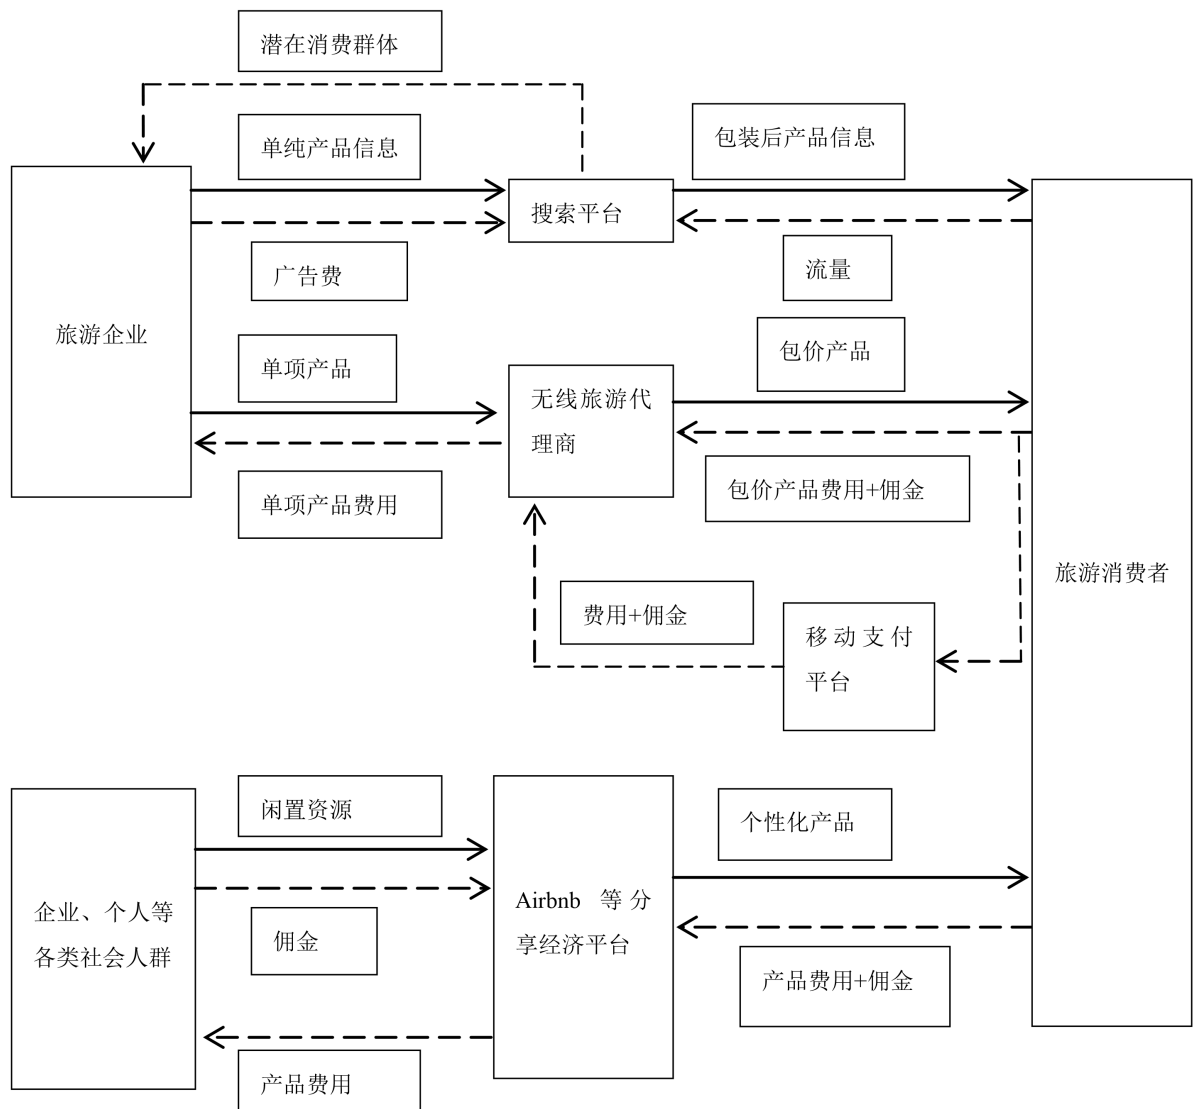 潜在消费群体
单纯产品信息
包装后产品信息
搜索平台
广告费
流量
旅游企业
单项产品
包价产品
无线旅游代
理商
单项产品费用
包价产品费用+佣金
旅游消费者
费用+佣金
移动支付
平台
闲置资源
个性化产品
企业、个人等
各类社会人群
Airbnb 等分
享经济平台
佣金
产品费用+佣金
产品费用